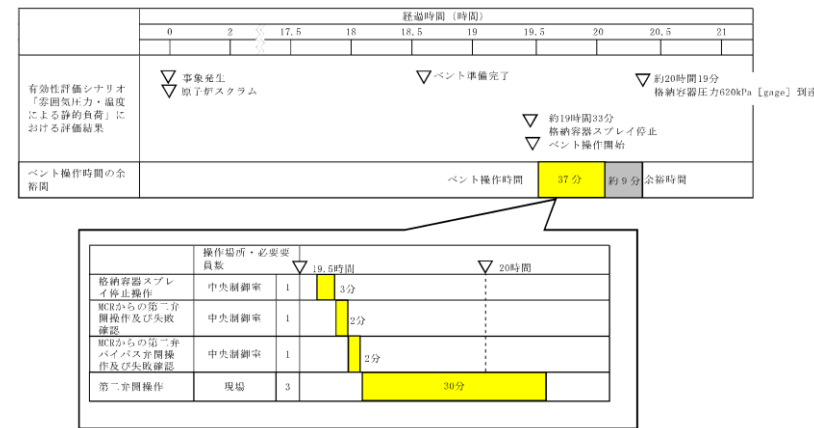 経過時間（時間）
0 2 17.5 18 18.5 19 19.5 20 20.5 21
有効性評価シナリオ
「雰囲気圧力・温度
による静的負荷」に
おける評価結果
事象発生
原子炉スクラム
ベント準備完了
約20時間19分
格納容器圧力620kPa［gage］到達
約19時間33分
格納容器スプレイ停止
ベント操作開始
ベント操作時間の余
裕間
ベント操作時間
37 分
約 9 分
余裕時間
操作場所・必要要
員数
19.5時間
20時間
格納容器スプレ
イ停止操作
中央制御室
1
3分
MCRからの第二弁
開操作及び失敗
確認
中央制御室
1
2分
MCRからの第二弁
バイパス弁開操
作及び失敗確認
中央制御室
1
2分
第二弁開操作
現場
3
30分